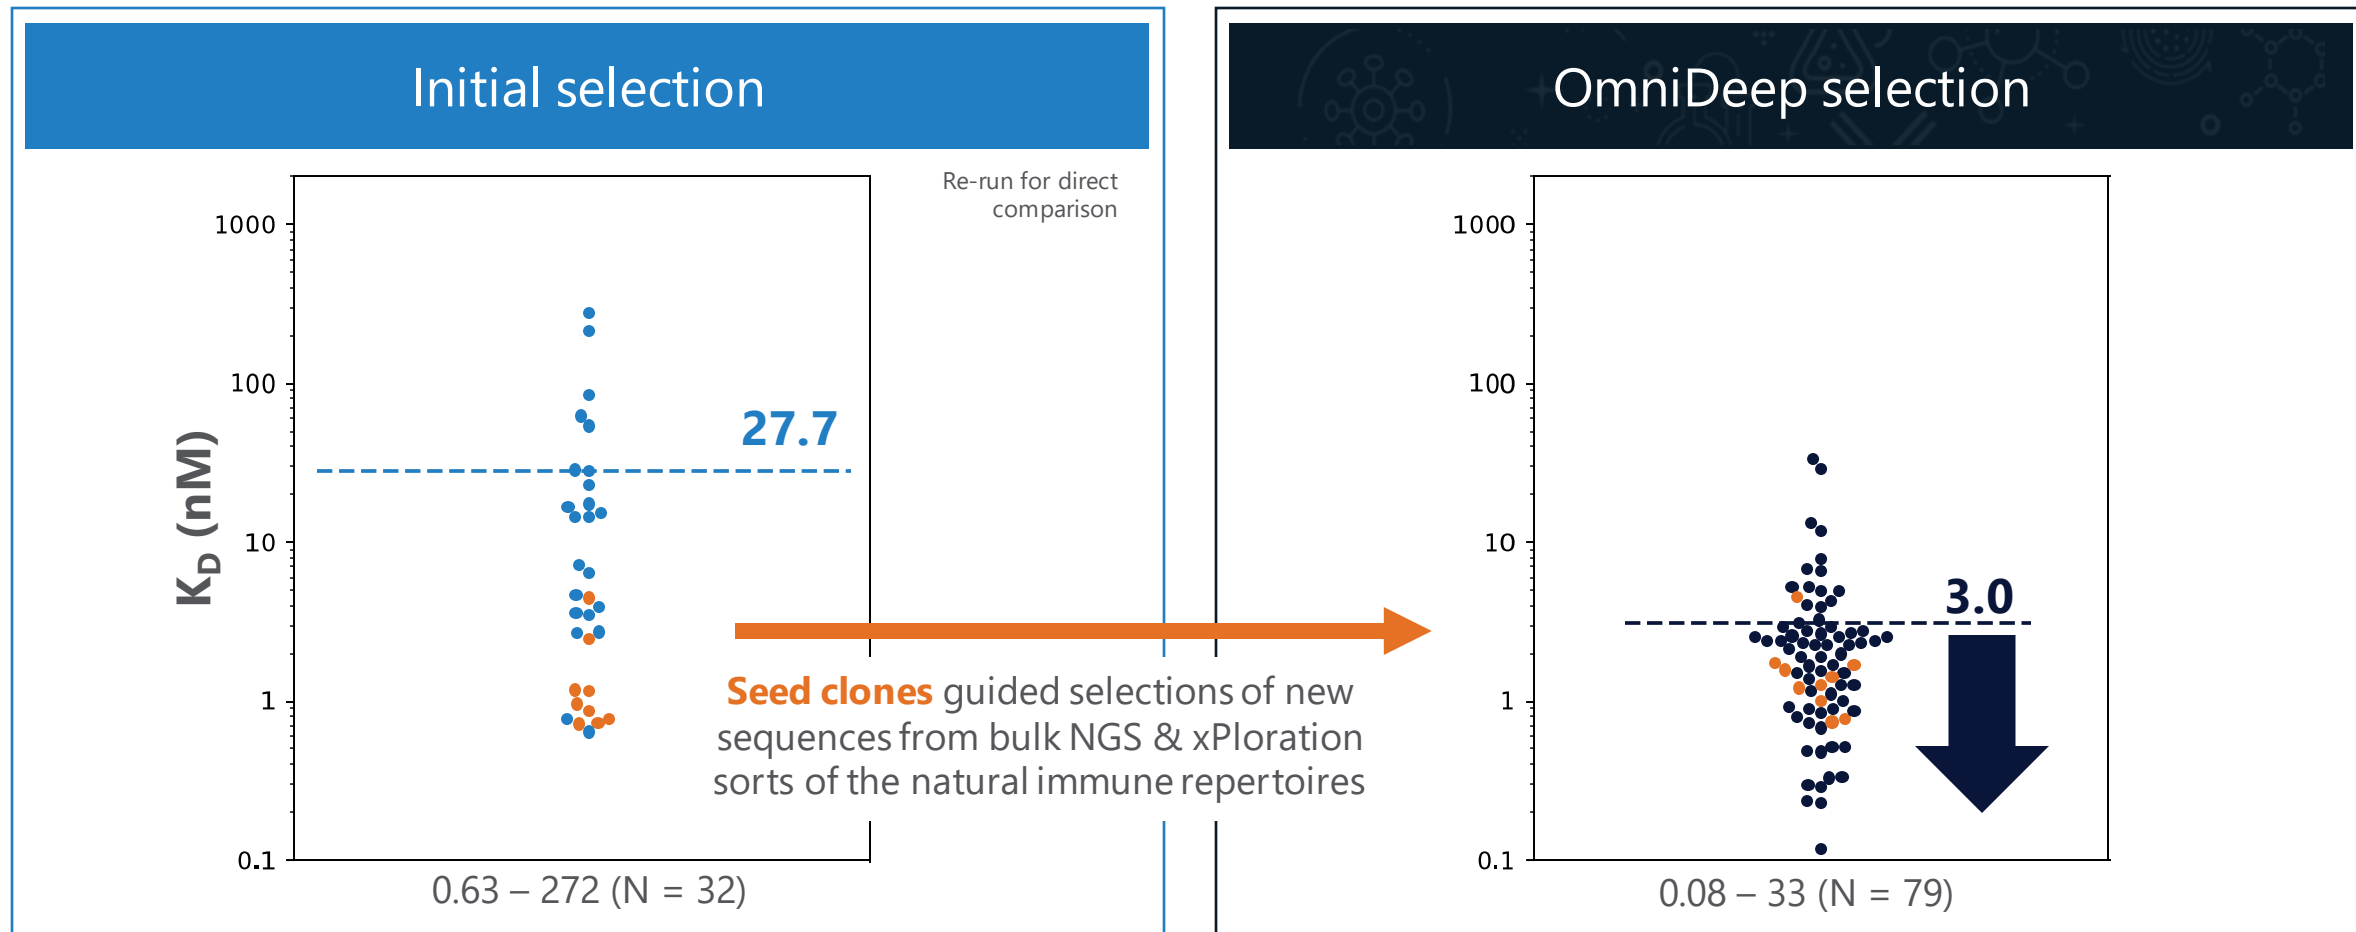 Initial selection
Re-run for direct
comparison
1000
100
10
1
0.1
K_D (nM)
27.7
0.63 – 272 (N = 32)
Seed clones guided selections of new
sequences from bulk NGS & xPloration
sorts of the natural immune repertoires
OmniDeep selection
1000
100
10
1
0.1
3.0
0.08 – 33 (N = 79)